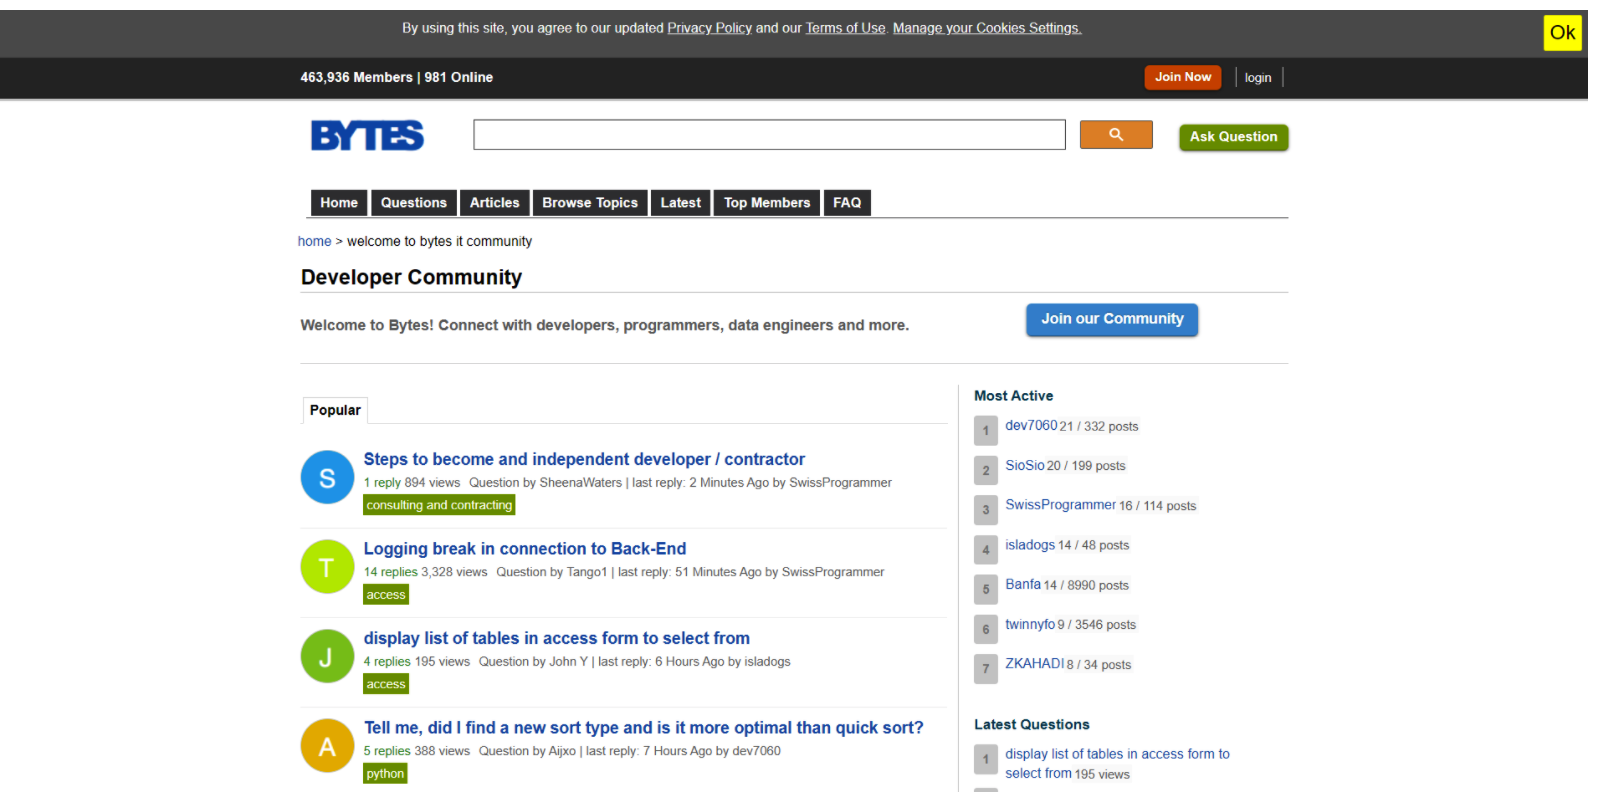 By using this site, you agree to our updated Privacy Policy and our Terms of Use. Manage your Cookies Settings.
Ok
463,936 Members | 981 Online
Join Now
login
BYTES
Ask Question
Home Questions Articles Browse Topics Latest Top Members FAQ
home > welcome to bytes it community
Developer Community
Welcome to Bytes! Connect with developers, programmers, data engineers and more.
Join our Community
Popular
S
Steps to become and independent developer / contractor
1 reply 894 views Question by SheenaWaters | last reply: 2 Minutes Ago by SwissProgrammer
consulting and contracting
T
Logging break in connection to Back-End
14 replies 3,328 views Question by Tango1 | last reply: 51 Minutes Ago by SwissProgrammer
access
J
display list of tables in access form to select from
4 replies 195 views Question by John Y | last reply: 6 Hours Ago by isladogs
access
A
Tell me, did I find a new sort type and is it more optimal than quick sort?
5 replies 388 views Question by Aijxo | last reply: 7 Hours Ago by dev7060
python
Most Active
1 dev7060 21 / 332 posts
2 SioSio 20 / 199 posts
3 SwissProgrammer 16 / 114 posts
4 isladogs 14 / 48 posts
5 Banfa 14 / 8990 posts
6 twinnyfo 9 / 3546 posts
7 ZKAHADI 8 / 34 posts
Latest Questions
1 display list of tables in access form to
select from 195 views